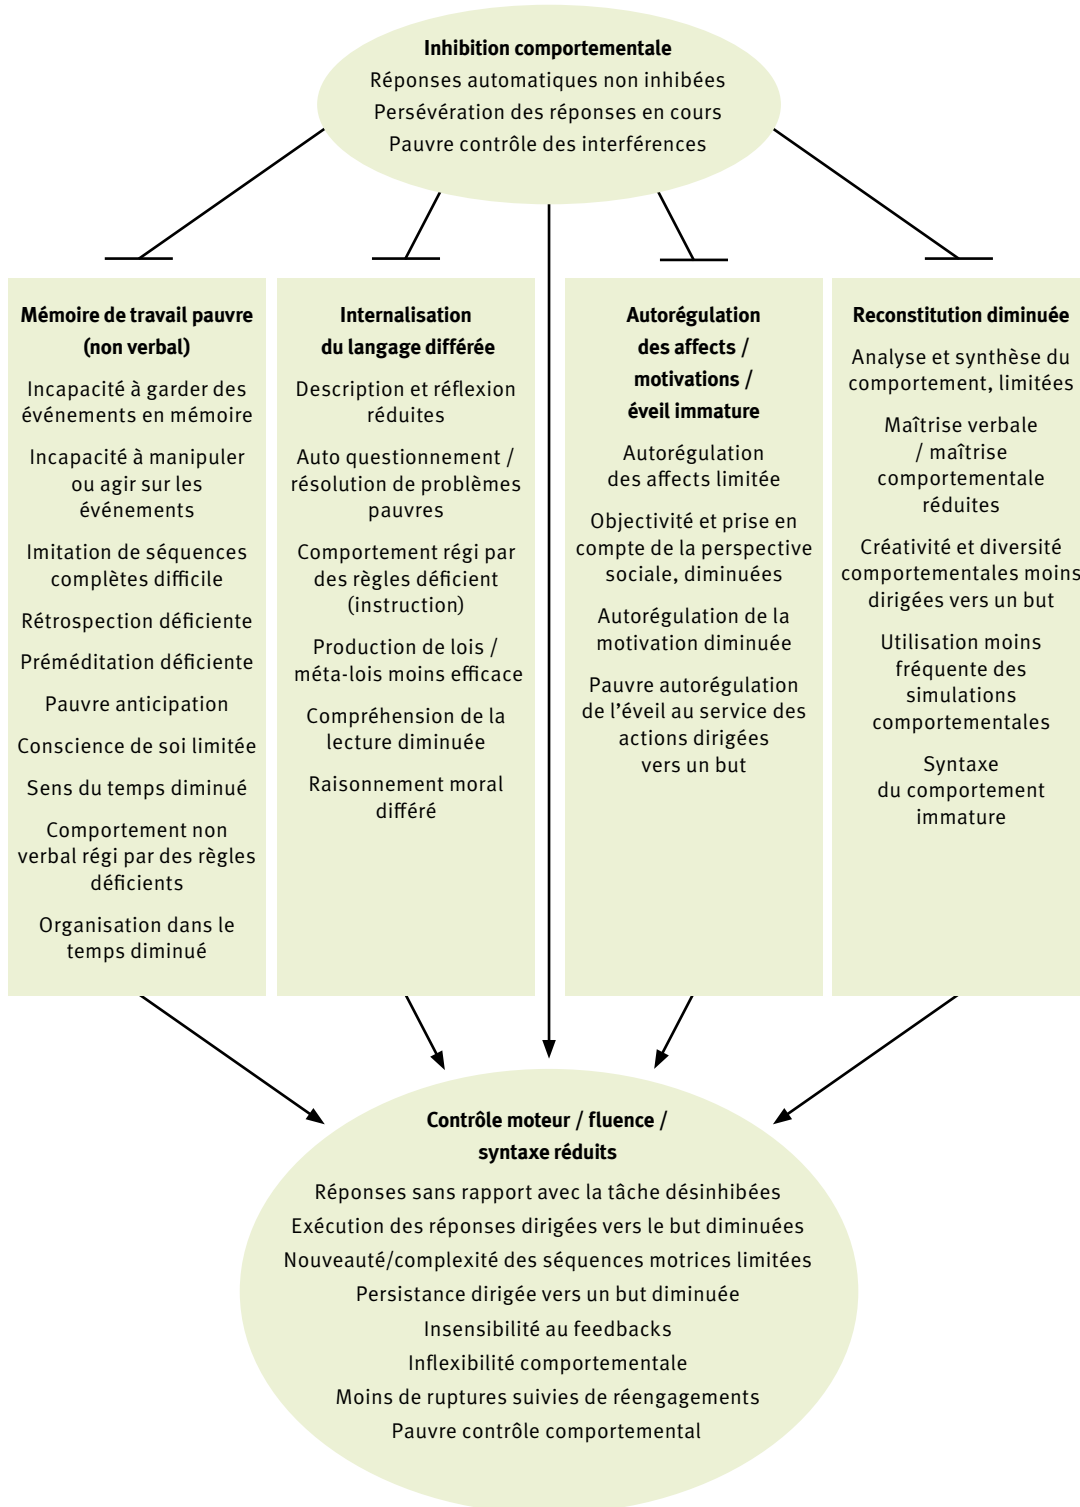 Inhibition comportementale
Réponses automatiques non inhibées
Persévération des réponses en cours
Pauvre contrôle des interférences
Mémoire de travail pauvre
(non verbal)
Incapacité à garder des
événements en mémoire
Incapacité à manipuler
ou agir sur les
événements
Imitation de séquences
complètes difficile
Rétrospection déficiente
Préméditation déficiente
Pauvre anticipation
Conscience de soi limitée
Sens du temps diminué
Comportement non
verbal régi par des règles
déficients
Organisation dans le
temps diminué
Internalisation
du langage différée
Description et réflexion
réduites
Auto questionnement /
résolution de problèmes
pauvres
Comportement régi par
des règles déficient
(instruction)
Production de lois /
méta-lois moins efficace
Compréhension de la
lecture diminuée
Raisonnement moral
différé
Autorégulation
des affects /
motivations /
éveil immature
Autorégulation
des affects limitée
Objectivité et prise en
compte de la perspective
sociale, diminuées
Autorégulation de la
motivation diminuée
Pauvre autorégulation
de l’éveil au service des
actions dirigées
vers un but
Reconstitution diminuée
Analyse et synthèse du
comportement, limitées
Maîtrise verbale
/ maîtrise
comportementale
réduites
Créativité et diversité
comportementales moins
dirigées vers un but
Utilisation moins
fréquente des
simulations
comportementales
Syntaxe
du comportement
immature
Contrôle moteur / fluence /
syntaxe réduits
Réponses sans rapport avec la tâche désinhibées
Exécution des réponses dirigées vers le but diminuées
Nouveauté/complexité des séquences motrices limitées
Persistance dirigée vers un but diminuée
Insensibilité au feedbacks
Inflexibilité comportementale
Moins de ruptures suivies de réengagements
Pauvre contrôle comportemental